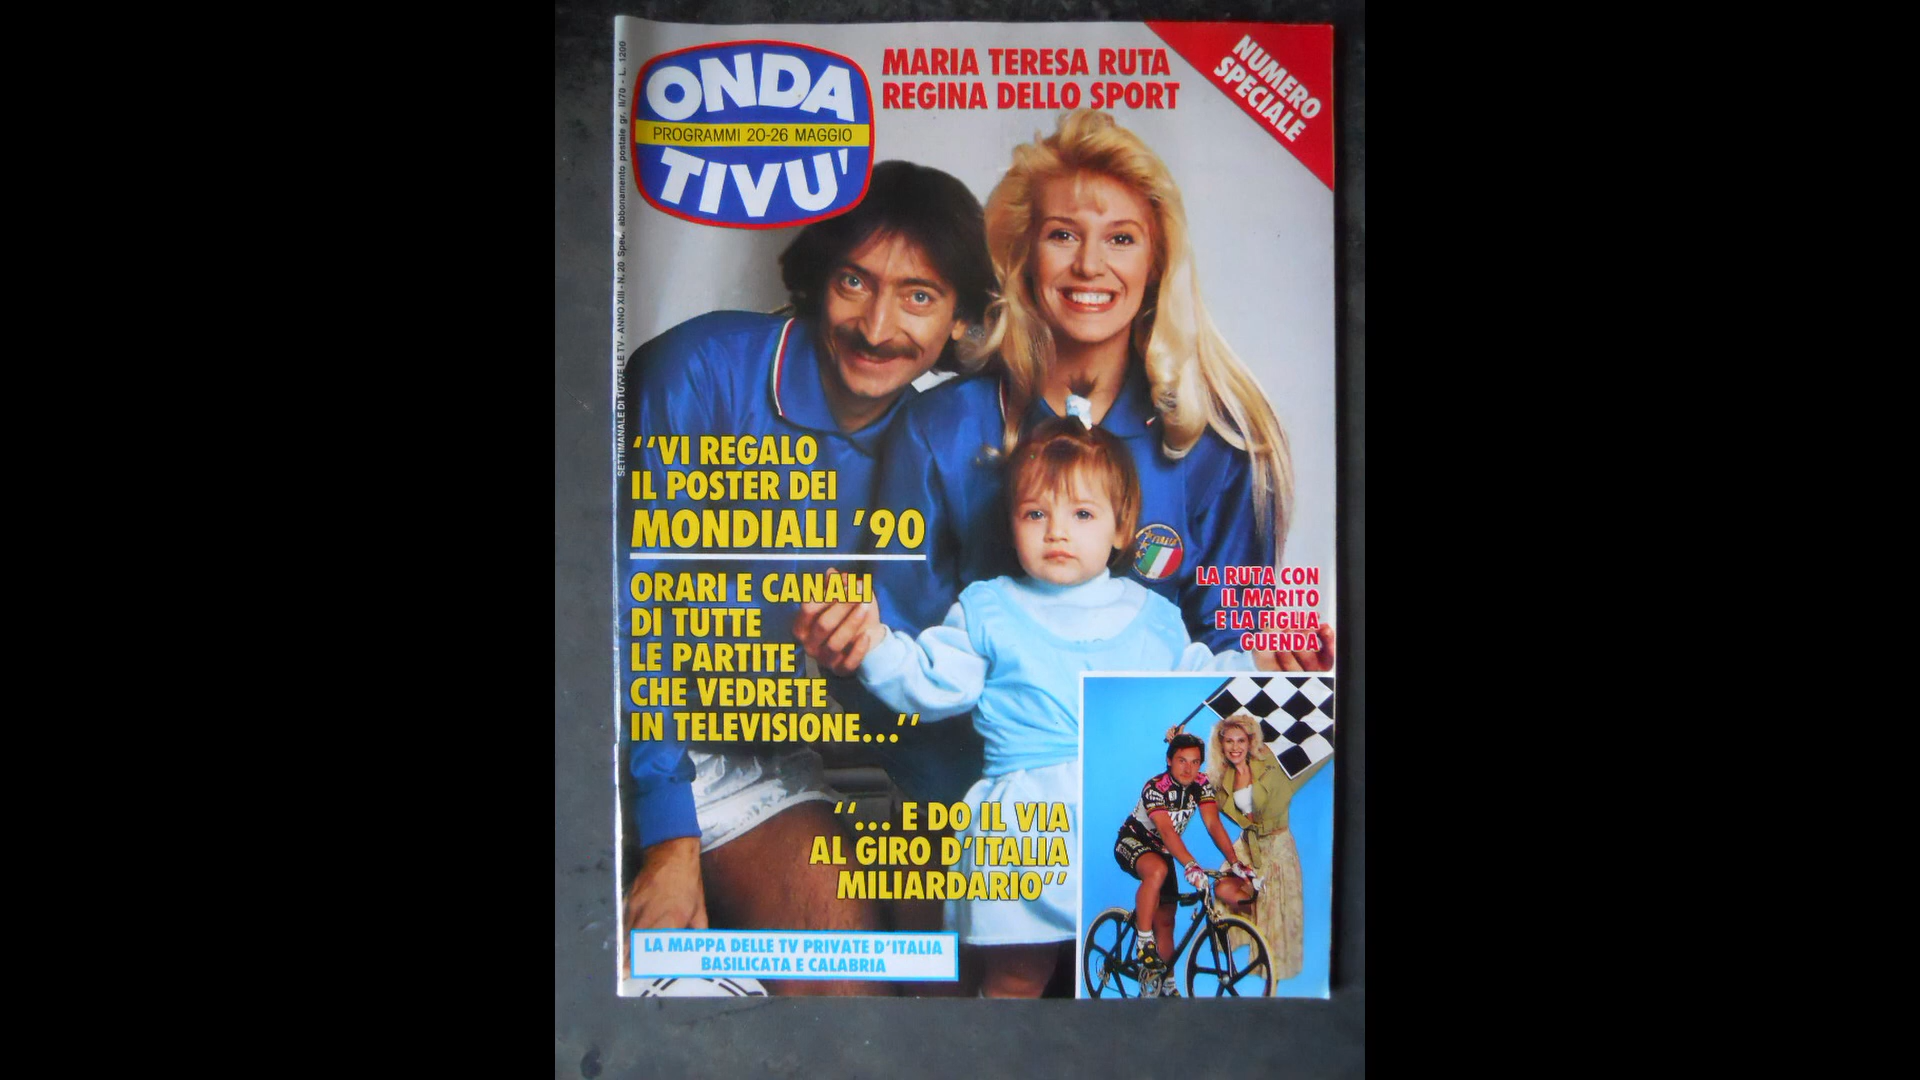 ONDA
PROGRAMMI 20-26 MAGGIO
TIVU'
MARIA TERESA RUTA
REGINA DELLO SPORT
NUMERO
SPECIALE
SETTIMANALE DI TUTTE LE TV - ANNO XIII - N. 20 Sped. abbonamento postale gr. II/70 - L. 1200
"VI REGALO
IL POSTER DEI
MONDIALI '90
ORARI E CANALI
DI TUTTE
LE PARTITE
CHE VEDRETE
IN TELEVISIONE..."
ITALIA
LA RUTA CON
IL MARITO
E LA FIGLIA
GUENDA
"... E DO IL VIA
AL GIRO D'ITALIA
MILIARDARIO"
LA MAPPA DELLE TV PRIVATE D'ITALIA
BASILICATA E CALABRIA